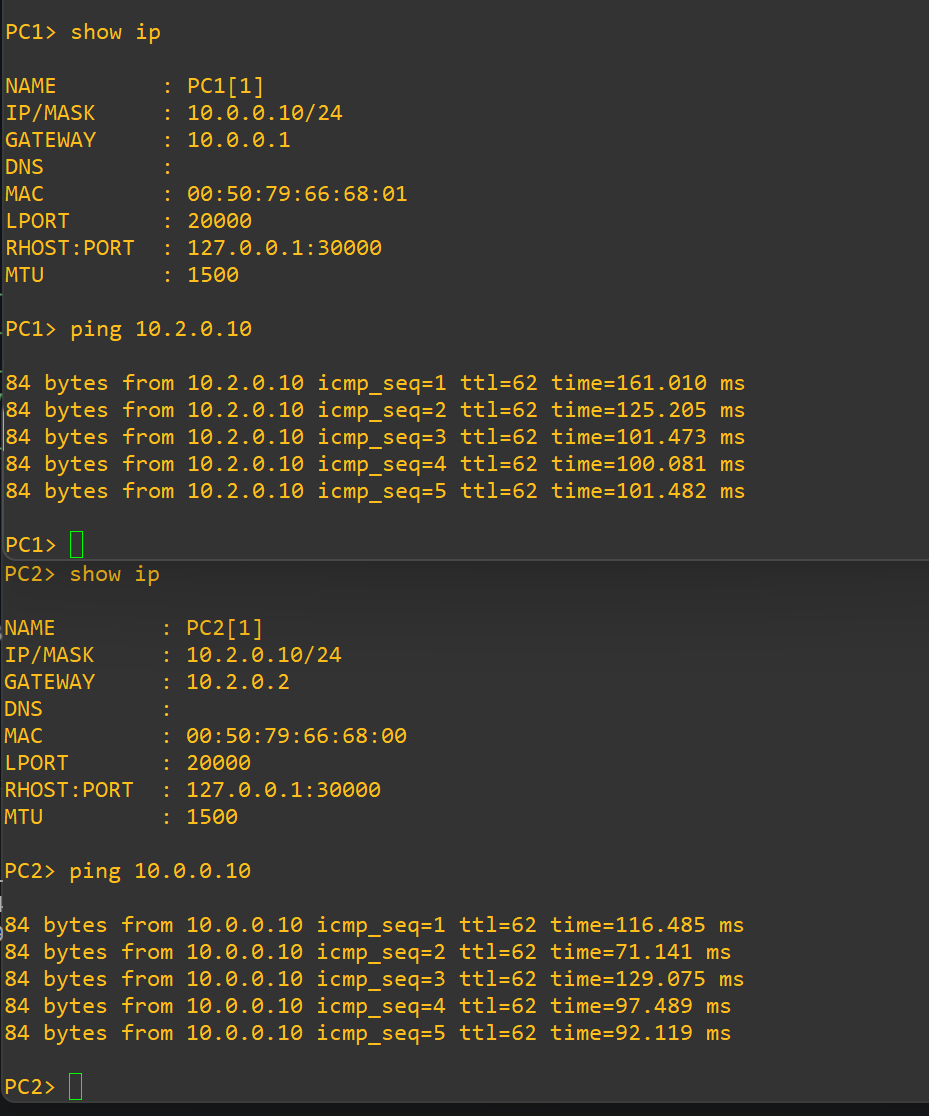 PC1> show ip
NAME        : PC1[1]
IP/MASK     : 10.0.0.10/24
GATEWAY     : 10.0.0.1
DNS         :
MAC         : 00:50:79:66:68:01
LPORT       : 20000
RHOST:PORT  : 127.0.0.1:30000
MTU         : 1500
PC1> ping 10.2.0.10
84 bytes from 10.2.0.10 icmp_seq=1 ttl=62 time=161.010 ms
84 bytes from 10.2.0.10 icmp_seq=2 ttl=62 time=125.205 ms
84 bytes from 10.2.0.10 icmp_seq=3 ttl=62 time=101.473 ms
84 bytes from 10.2.0.10 icmp_seq=4 ttl=62 time=100.081 ms
84 bytes from 10.2.0.10 icmp_seq=5 ttl=62 time=101.482 ms
PC1>
PC2> show ip
NAME        : PC2[1]
IP/MASK     : 10.2.0.10/24
GATEWAY     : 10.2.0.2
DNS         :
MAC         : 00:50:79:66:68:00
LPORT       : 20000
RHOST:PORT  : 127.0.0.1:30000
MTU         : 1500
PC2> ping 10.0.0.10
84 bytes from 10.0.0.10 icmp_seq=1 ttl=62 time=116.485 ms
84 bytes from 10.0.0.10 icmp_seq=2 ttl=62 time=71.141 ms
84 bytes from 10.0.0.10 icmp_seq=3 ttl=62 time=129.075 ms
84 bytes from 10.0.0.10 icmp_seq=4 ttl=62 time=97.489 ms
84 bytes from 10.0.0.10 icmp_seq=5 ttl=62 time=92.119 ms
PC2>